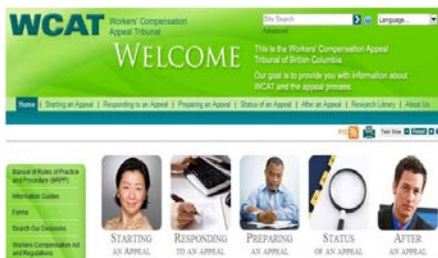 WCAT
Workers' Compensation
Appeal Tribunal
Site Search
Language...
Advanced
WELCOME
This is the Workers' Compensation Appeal
Tribunal of British Columbia.
Our goal is to provide you with information about
WCAT and the appeal process.
Home | Starting an Appeal | Responding to an Appeal | Preparing an Appeal | Status of an Appeal | After an Appeal | Research Library | About Us
RSS
Text Size
Reset
Manual of Rules of Practice
and Procedure (MRPP)
Information Guides
Forms
Search Our Decisions
Workers Compensation Act
and Regulations
STARTING
AN APPEAL
RESPONDING
TO AN APPEAL
PREPARING
AN APPEAL
STATUS
OF AN APPEAL
AFTER
AN APPEAL